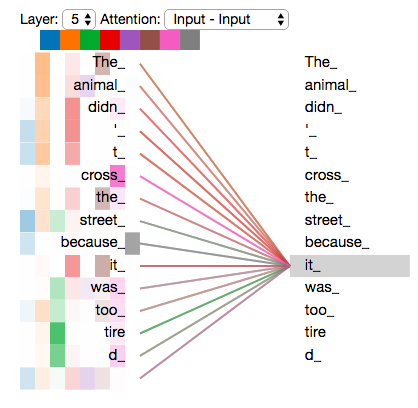 Layer: 5 Attention: Input - Input
The_ The_
animal_ animal_
didn_ didn_
'_ '_
t_ t_
cross_ cross_
the_ the_
street_ street_
because_ because_
it_ it_
was_ was_
too_ too_
tire tire
d_ d_